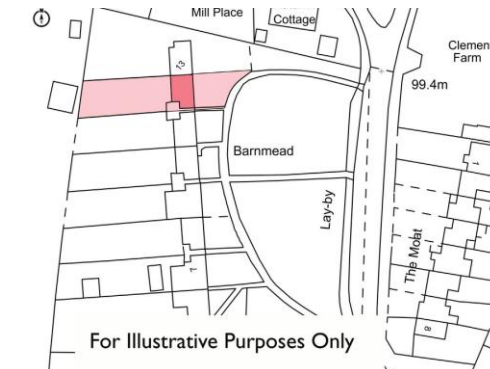 Mill Place
Cottage
Clemen
Farm
13
99.4m
Barnmead
1
Lay-by
The Moat
7
8
For Illustrative Purposes Only